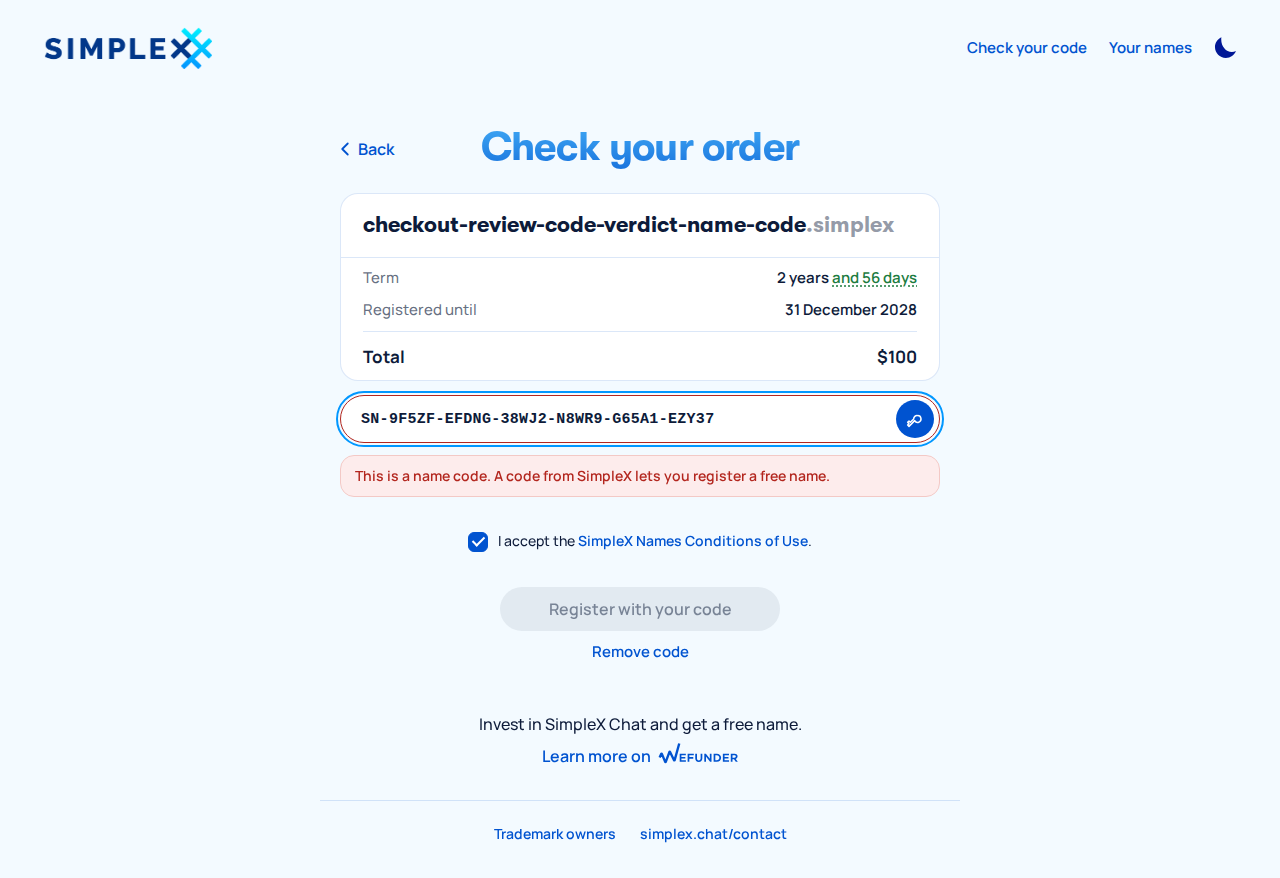 SIMPLEX
Check your code
Your names
Back
Check your order
checkout-review-code-verdict-name-code.simplex
Term
2 years and 56 days
Registered until
31 December 2028
Total
$100
SN-9F5ZF-EFDNG-38WJ2-N8WR9-G65A1-EZY37
This is a name code. A code from SimpleX lets you register a free name.
I accept the SimpleX Names Conditions of Use.
Register with your code
Remove code
Invest in SimpleX Chat and get a free name.
Learn more on WEFUNDER
Trademark owners
simplex.chat/contact